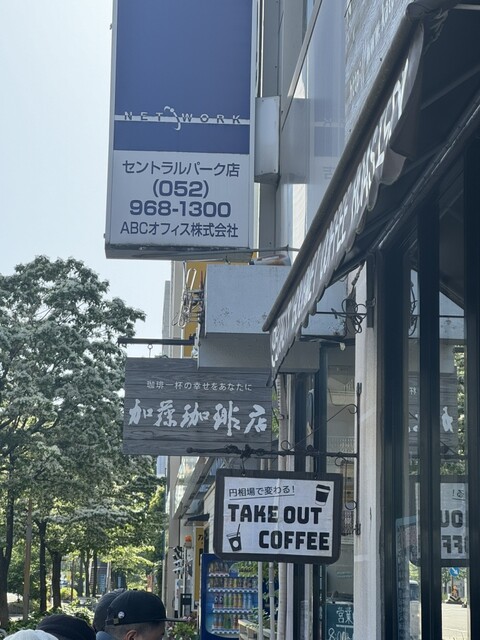 NETWORK
セントラルパーク店
(052)
968-1300
ABCオフィス株式会社
珈琲一杯の幸せをあなたに
加藤珈琲店
円相場で変わる!
TAKE OUT
COFFEE
営業